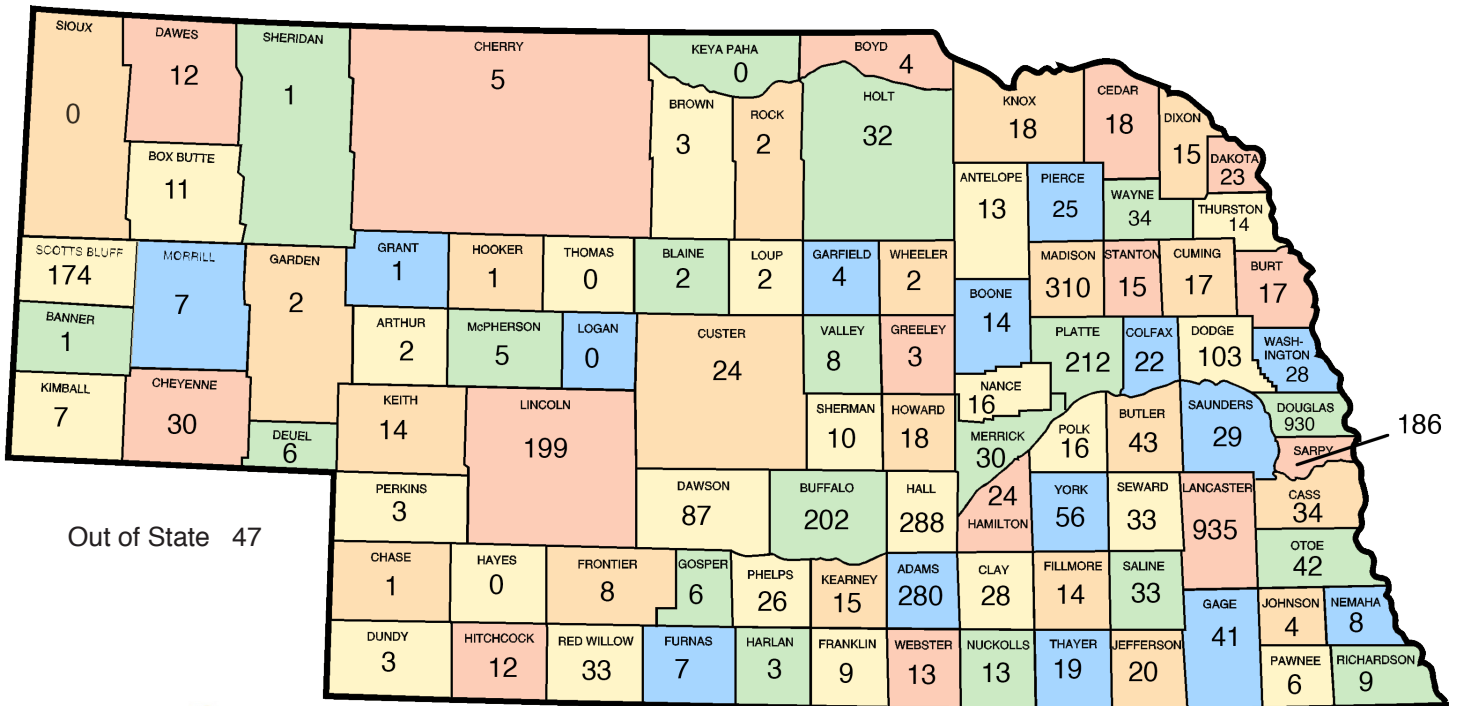 SIOUX
0
DAWES
12
SHERIDAN
1
CHERRY
5
KEYA PAHA
0
BOYD
4
BROWN
3
ROCK
2
HOLT
32
KNOX
18
CEDAR
18
DIXON
15
DAKOTA
23
BOX BUTTE
11
ANTELOPE
13
PIERCE
25
WAYNE
34
THURSTON
14
SCOTTS BLUFF
174
MORRILL
7
GARDEN
2
GRANT
1
HOOKER
1
THOMAS
0
BLAINE
2
LOUP
2
GARFIELD
4
WHEELER
2
MADISON
310
STANTON
15
CUMING
17
BURT
17
BANNER
1
BOONE
14
ARTHUR
2
McPHERSON
5
LOGAN
0
CUSTER
24
VALLEY
8
GREELEY
3
PLATTE
212
COLFAX
22
DODGE
103
WASH-
INGTON
28
KIMBALL
7
CHEYENNE
30
DEUEL
6
KEITH
14
LINCOLN
199
SHERMAN
10
HOWARD
18
NANCE
16
MERRICK
30
POLK
16
BUTLER
43
SAUNDERS
29
DOUGLAS
930
SARPY
186
PERKINS
3
DAWSON
87
BUFFALO
202
HALL
288
24
HAMILTON
YORK
56
SEWARD
33
LANCASTER
935
CASS
34
Out of State 47
OTOE
42
CHASE
1
HAYES
0
FRONTIER
8
GOSPER
6
PHELPS
26
KEARNEY
15
ADAMS
280
CLAY
28
FILLMORE
14
SALINE
33
GAGE
41
JOHNSON
4
NEMAHA
8
DUNDY
3
HITCHCOCK
12
RED WILLOW
33
FURNAS
7
HARLAN
3
FRANKLIN
9
WEBSTER
13
NUCKOLLS
13
THAYER
19
JEFFERSON
20
PAWNEE
6
RICHARDSON
9